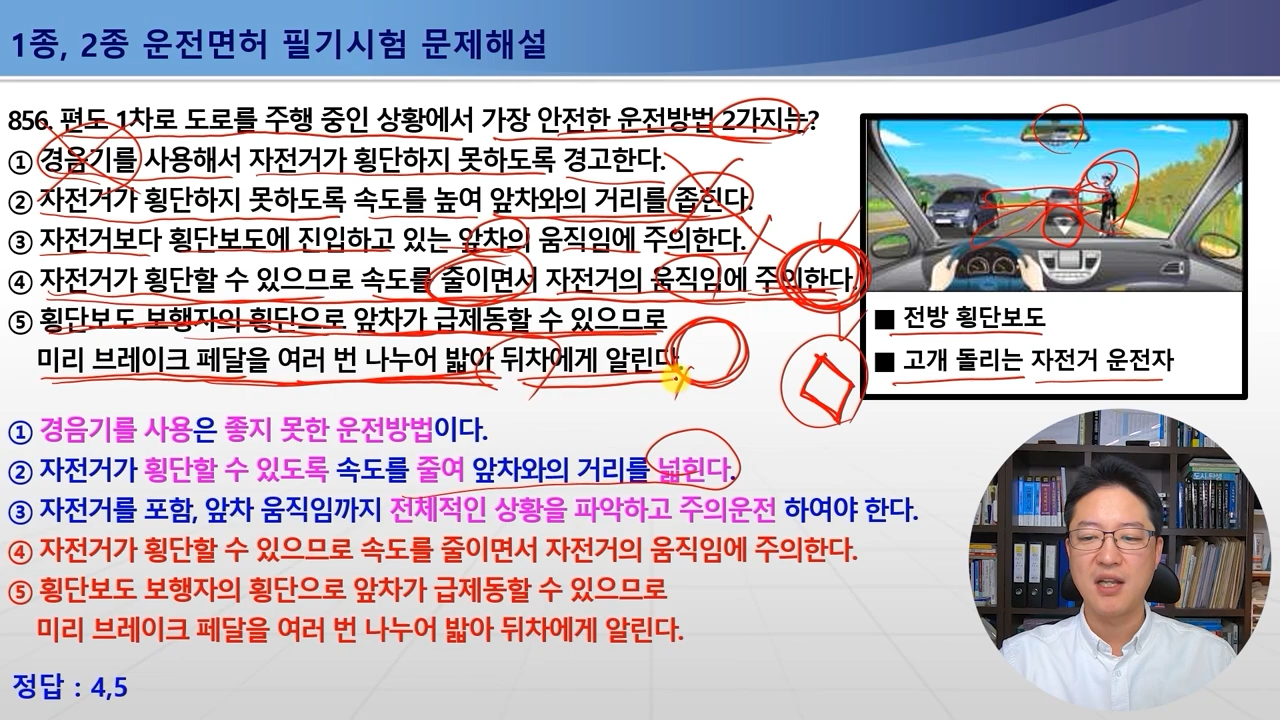 1종, 2종 운전면허 필기시험 문제해설
856. 편도 1차로 도로를 주행 중인 상황에서 가장 안전한 운전방법 2가지는?
① 경음기를 사용해서 자전거가 횡단하지 못하도록 경고한다.
② 자전거가 횡단하지 못하도록 속도를 높여 앞차와의 거리를 좁힌다.
③ 자전거보다 횡단보도에 진입하고 있는 앞차의 움직임에 주의한다.
④ 자전거가 횡단할 수 있으므로 속도를 줄이면서 자전거의 움직임에 주의한다.
⑤ 횡단보도 보행자의 횡단으로 앞차가 급제동할 수 있으므로
미리 브레이크 페달을 여러 번 나누어 밟아 뒤차에게 알린다.
■ 전방 횡단보도
■ 고개 돌리는 자전거 운전자
① 경음기를 사용은 좋지 못한 운전방법이다.
② 자전거가 횡단할 수 있도록 속도를 줄여 앞차와의 거리를 넓힌다.
③ 자전거를 포함, 앞차 움직임까지 전체적인 상황을 파악하고 주의운전 하여야 한다.
④ 자전거가 횡단할 수 있으므로 속도를 줄이면서 자전거의 움직임에 주의한다.
⑤ 횡단보도 보행자의 횡단으로 앞차가 급제동할 수 있으므로
미리 브레이크 페달을 여러 번 나누어 밟아 뒤차에게 알린다.
정답 : 4,5